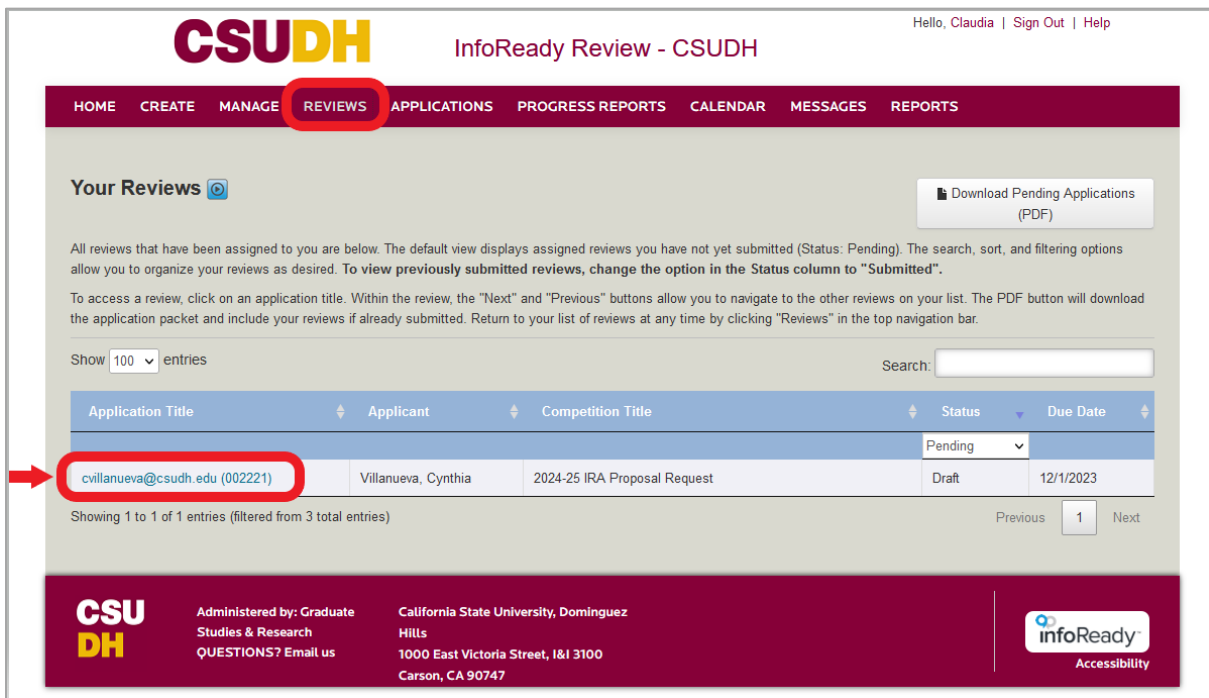 Hello, Claudia | Sign Out | Help
CSUDH
InfoReady Review - CSUDH
HOME CREATE MANAGE REVIEWS APPLICATIONS PROGRESS REPORTS CALENDAR MESSAGES REPORTS
Your Reviews
Download Pending Applications
(PDF)
All reviews that have been assigned to you are below. The default view displays assigned reviews you have not yet submitted (Status: Pending). The search, sort, and filtering options
allow you to organize your reviews as desired. To view previously submitted reviews, change the option in the Status column to "Submitted".
To access a review, click on an application title. Within the review, the "Next" and "Previous" buttons allow you to navigate to the other reviews on your list. The PDF button will download
the application packet and include your reviews if already submitted. Return to your list of reviews at any time by clicking "Reviews" in the top navigation bar.
Show 100 entries
Search:
Application Title Applicant Competition Title Status Due Date
Pending
cvillanueva@csudh.edu (002221) Villanueva, Cynthia 2024-25 IRA Proposal Request Draft 12/1/2023
Showing 1 to 1 of 1 entries (filtered from 3 total entries)
Previous 1 Next
CSU
DH
Administered by: Graduate
Studies & Research
QUESTIONS? Email us
California State University, Dominguez
Hills
1000 East Victoria Street, I&I 3100
Carson, CA 90747
infoReady
Accessibility